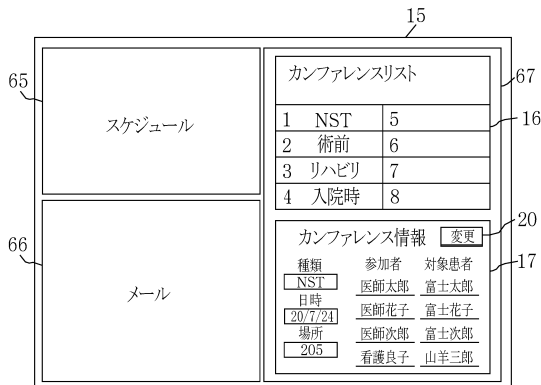 15
65
スケジュール
66
メール
67
カンファレンスリスト
16
1 NST 5
2 術前 6
3 リハビリ 7
4 入院時 8
カンファレンス情報 変更
20
17
種類 参加者 対象患者
NST 医師太郎 富士太郎
日時
20/7/24 医師花子 富士花子
場所 医師次郎 富士次郎
205
看護良子 山羊三郎